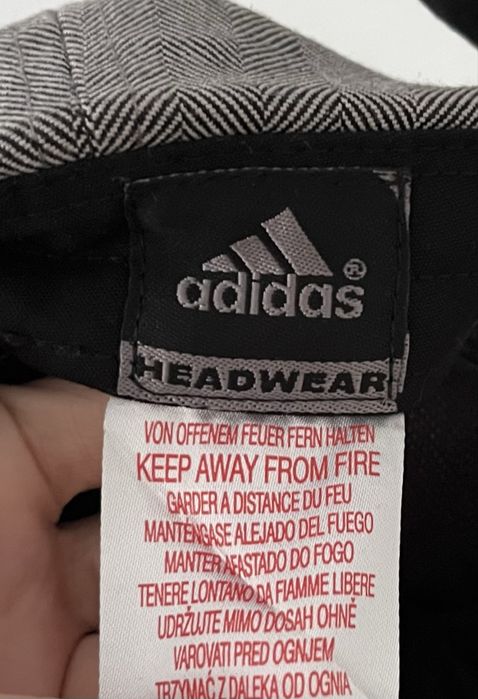 adidas®
HEADWEAR
VON OFFENEM FEUER FERN HALTEN
KEEP AWAY FROM FIRE
GARDER A DISTANCE DU FEU
MANTENGASE ALEJADO DEL FUEGO
MANTER AFASTADO DO FOGO
TENERE LONTANO DA FIAMME LIBERE
UDRŽUJTE MIMO DOSAH OHNĚ
VAROVATI PRED OGNJEM
TRZYMAĆ Z DALEKA OD OGNIA